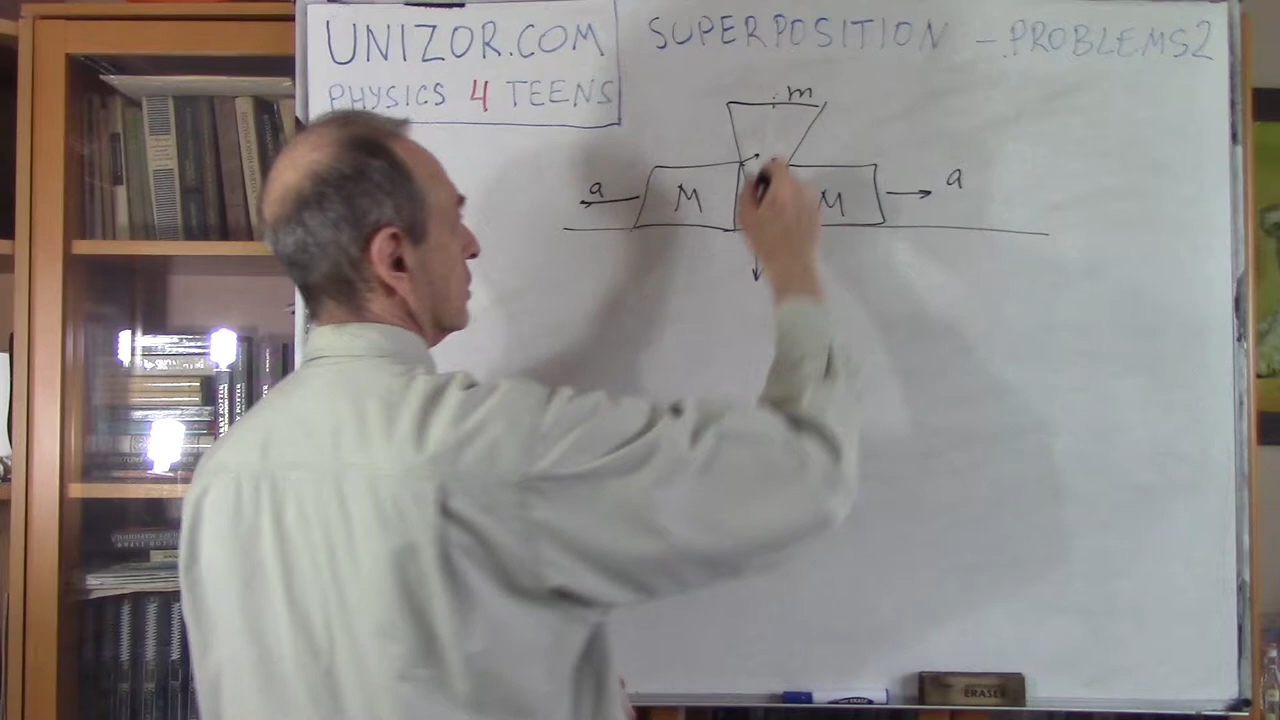 UNIZOR.COM
PHYSICS 4 TEENS
SUPERPOSITION - PROBLEMS2
m
a
M
M
a
ERASER